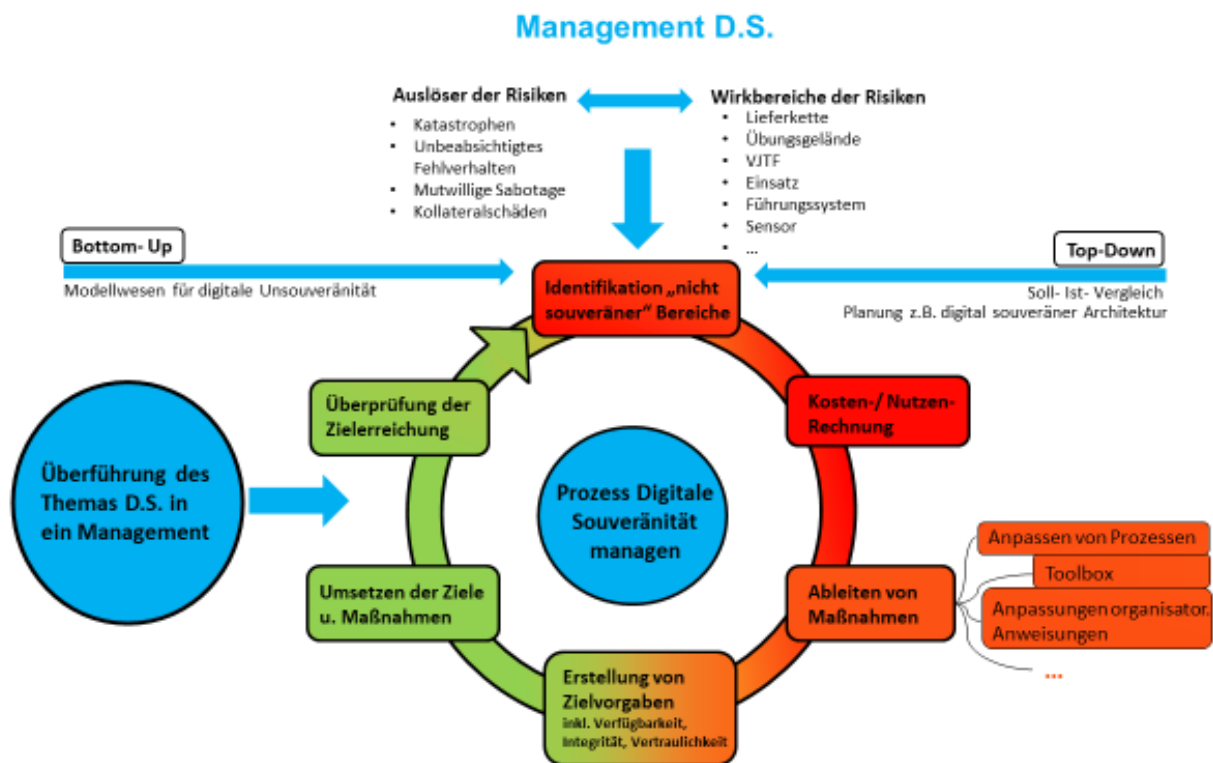 Management D.S.
Auslöser der Risiken
• Katastrophen
• Unbeabsichtigtes
Fehlverhalten
• Mutwillige Sabotage
• Kollateralschäden
Wirkbereiche der Risiken
• Lieferkette
• Übungsgelände
• VJTF
• Einsatz
• Führungssystem
• Sensor
• ...
Bottom- Up
Modellwesen für digitale Unsouveränität
Top-Down
Soll- Ist- Vergleich
Planung z.B. digital souveräner Architektur
Identifikation „nicht
souveräner“ Bereiche
Kosten-/ Nutzen-
Rechnung
Ableiten von
Maßnahmen
Anpassen von Prozessen
Toolbox
Anpassungen organisator.
Anweisungen
...
Erstellung von
Zielvorgaben
inkl. Verfügbarkeit,
Integrität, Vertraulichkeit
Umsetzen der Ziele
u. Maßnahmen
Überprüfung der
Zielerreichung
Prozess Digitale
Souveränität
managen
Überführung des
Themas D.S. in
ein Management